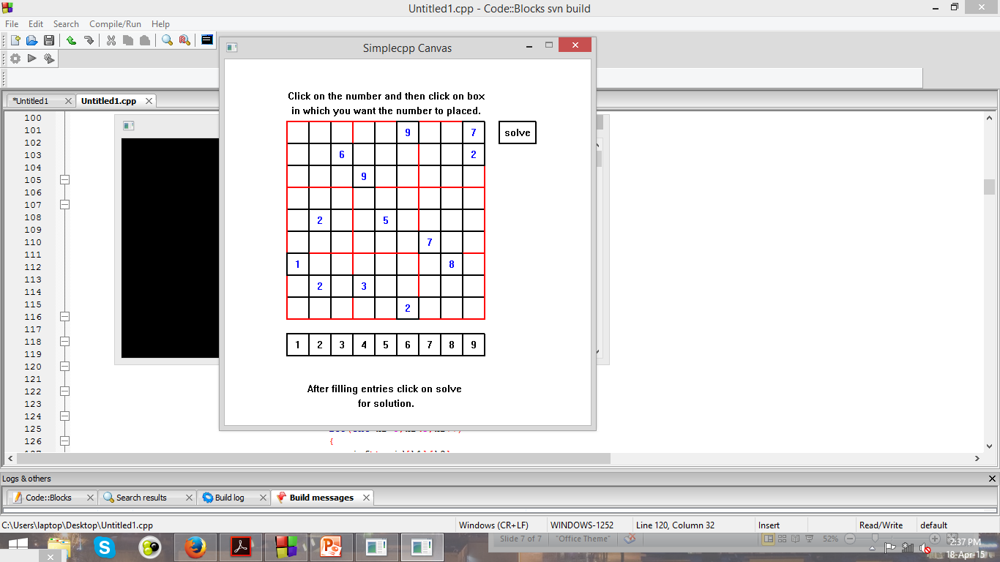 Untitled1.cpp - Code::Blocks svn build
File Edit Search Compile/Run Help
Simplecpp Canvas
*Untitled1 Untitled1.cpp
Click on the number and then click on box
in which you want the number to placed.
solve
9 7
6 2
9
2 5
7
1 8
2 3
2
1 2 3 4 5 6 7 8 9
After filling entries click on solve
for solution.
100
101
102
103
104
105
106
107
108
109
110
111
112
113
114
115
116
117
118
119
120
121
122
123
124
125
126
{
Logs & others
Code::Blocks Search results Build log Build messages
C:\Users\laptop\Desktop\Untitled1.cpp Windows (CR+LF) WINDOWS-1252 Line 120, Column 32 Insert Read/Write default
Slide 7 of 7 "Office Theme" 52%
2:37 PM
18-Apr-15